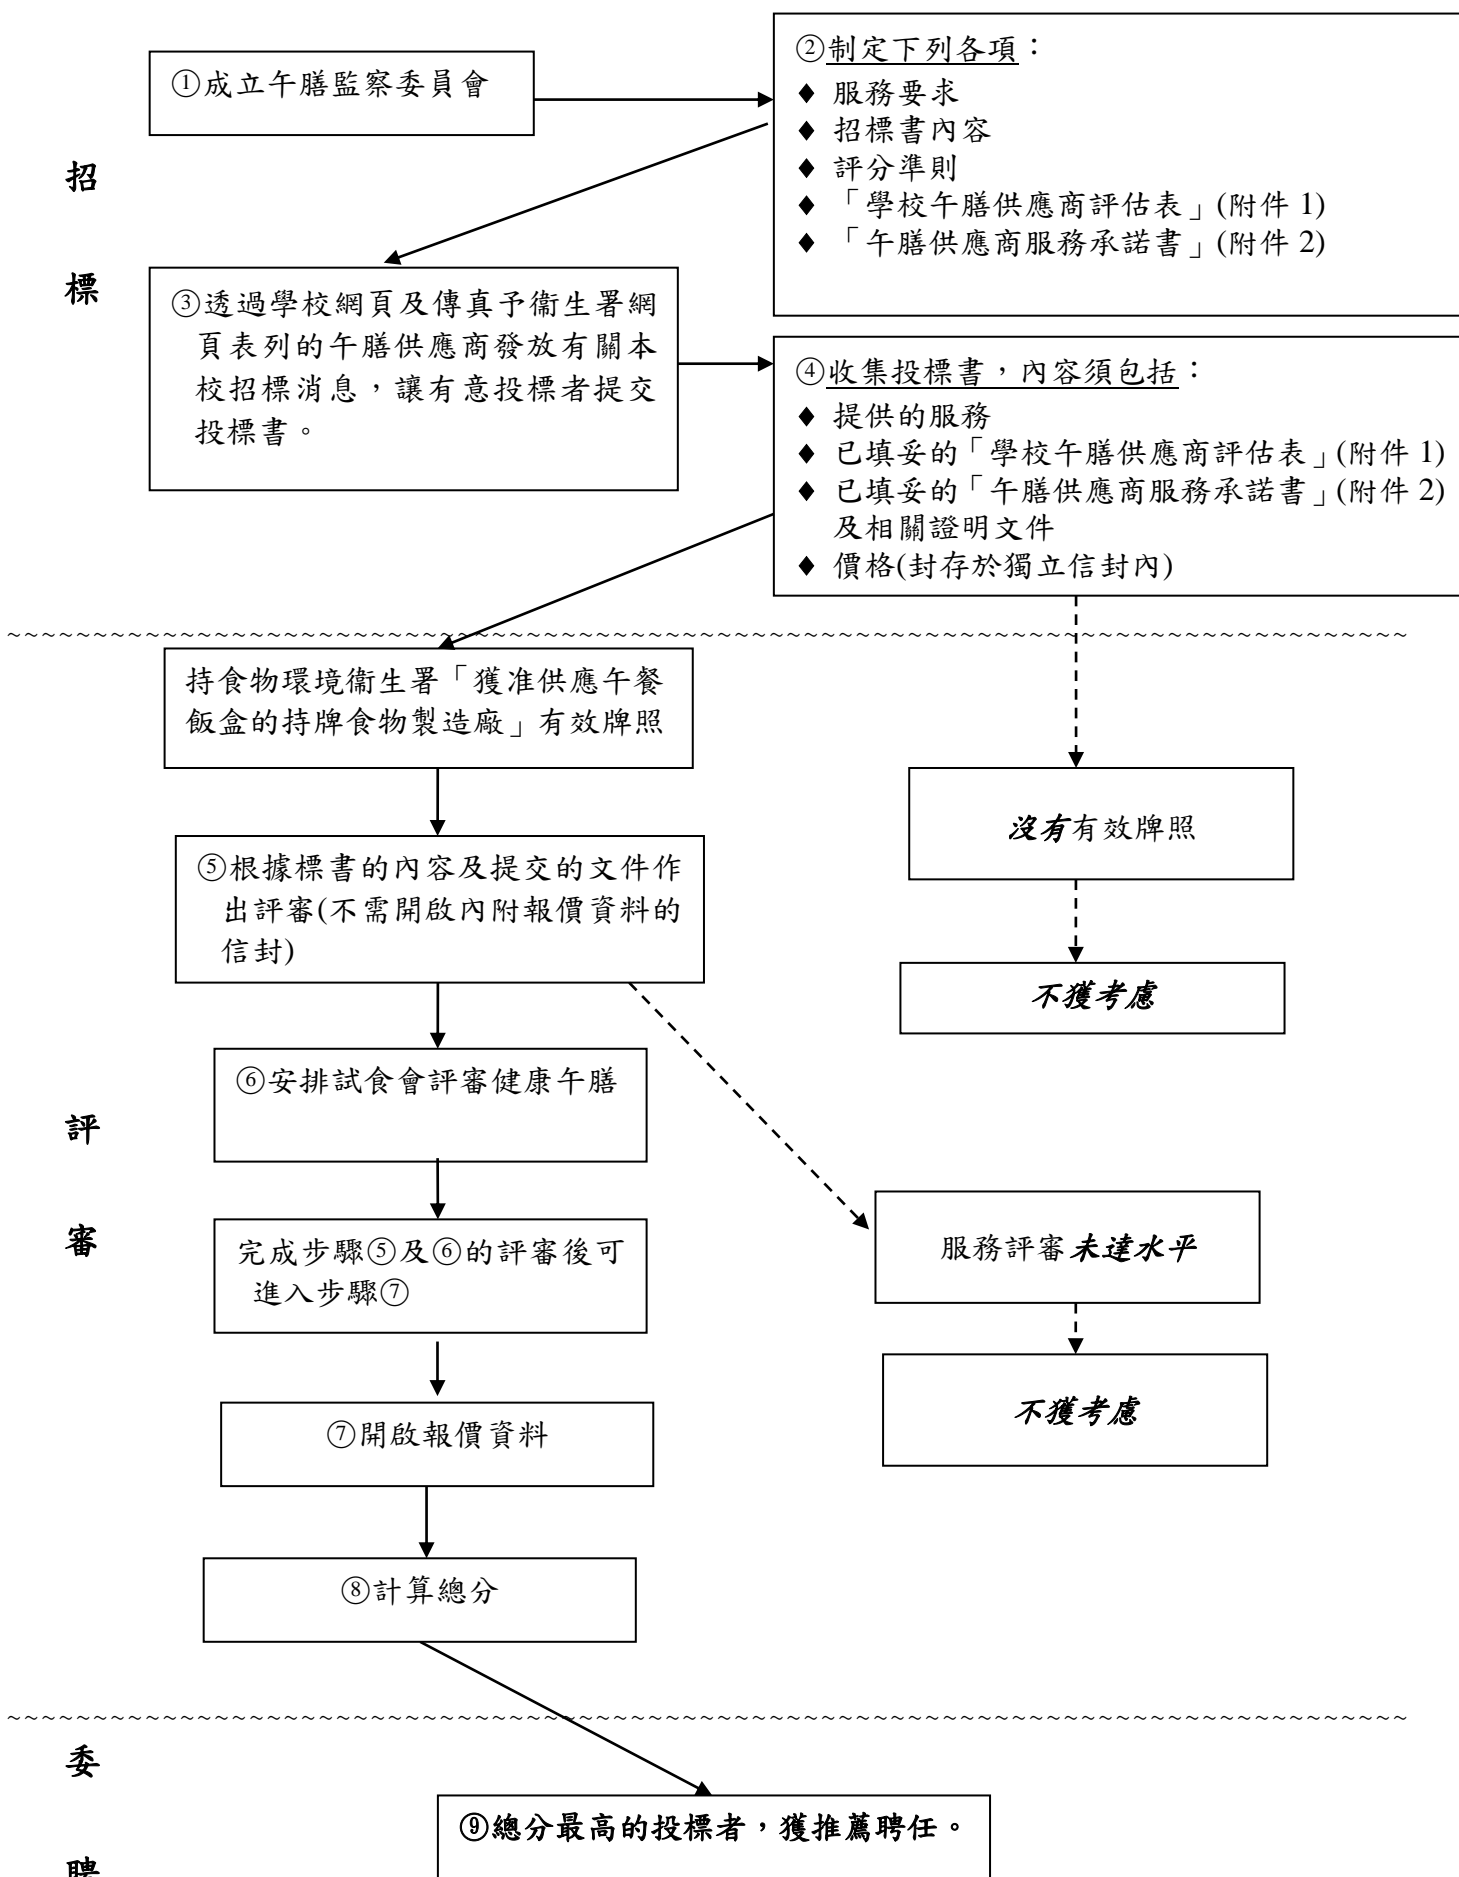 ①成立午膳監察委員會
②制定下列各項：
♦ 服務要求
♦ 招標書內容
♦ 評分準則
♦ 「學校午膳供應商評估表」(附件 1)
♦ 「午膳供應商服務承諾書」(附件 2)
招
標
③透過學校網頁及傳真予衞生署網
頁表列的午膳供應商發放有關本
校招標消息，讓有意投標者提交
投標書。
④收集投標書，內容須包括：
♦ 提供的服務
♦ 已填妥的「學校午膳供應商評估表」(附件 1)
♦ 已填妥的「午膳供應商服務承諾書」(附件 2)
及相關證明文件
♦ 價格(封存於獨立信封內)
~~~~~~~~~~~~~~~~~~~~~~~~~~~~~~~~~~~~~~~~~~~~~~~~~~~~~~~~~~~~~~~~~~~~~~~~~~~~~~~~
持食物環境衞生署「獲准供應午餐
飯盒的持牌食物製造廠」有效牌照
沒有有效牌照
不獲考慮
⑤根據標書的內容及提交的文件作
出評審(不需開啟內附報價資料的
信封)
⑥安排試食會評審健康午膳
評
審
完成步驟⑤及⑥的評審後可
進入步驟⑦
服務評審未達水平
不獲考慮
⑦開啟報價資料
⑧計算總分
~~~~~~~~~~~~~~~~~~~~~~~~~~~~~~~~~~~~~~~~~~~~~~~~~~~~~~~~~~~~~~~~~~~~~~~~~~~~~~~~
委
聘
⑨總分最高的投標者，獲推薦聘任。